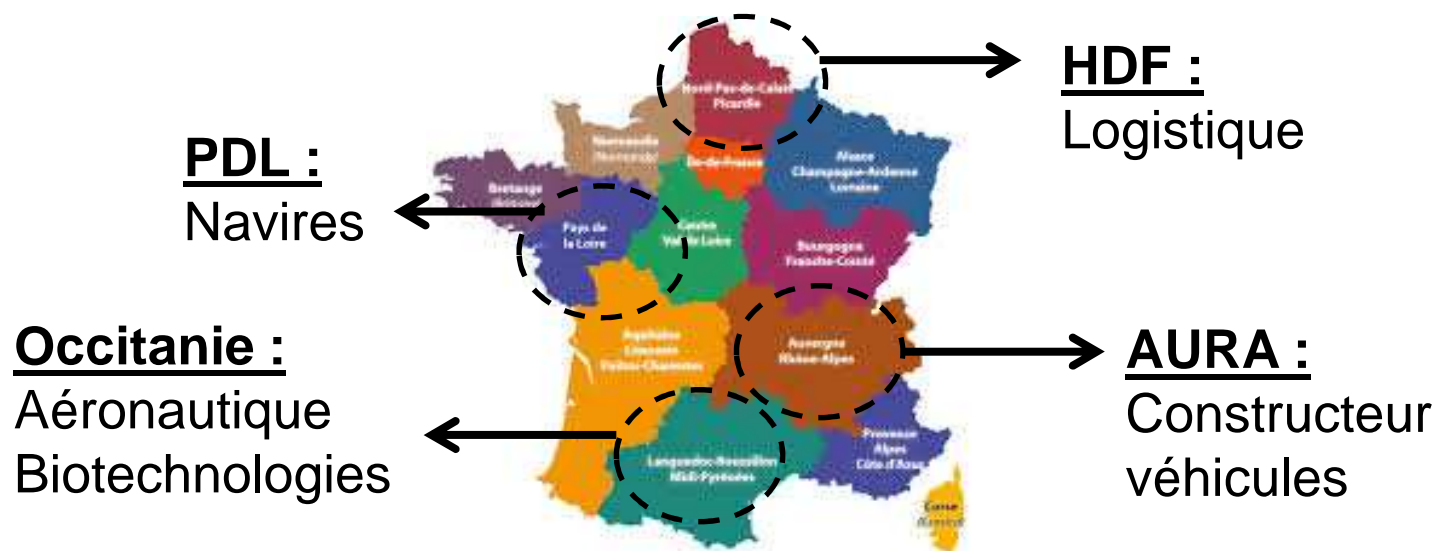 HDF :
Logistique
PDL :
Navires
Occitanie :
Aéronautique
Biotechnologies
AURA :
Constructeur
véhicules
Nord-Pas-de-Calais
Picardie
Normandie
Île-de-France
Alsace
Champagne-Ardenne
Lorraine
Bretagne
Pays de
la Loire
Centre
Val de Loire
Bourgogne
Franche-Comté
Aquitaine
Limousin
Poitou-Charentes
Auvergne
Rhône-Alpes
Languedoc-Roussillon
Midi-Pyrénées
Provence
Alpes
Côte d'Azur
Corse